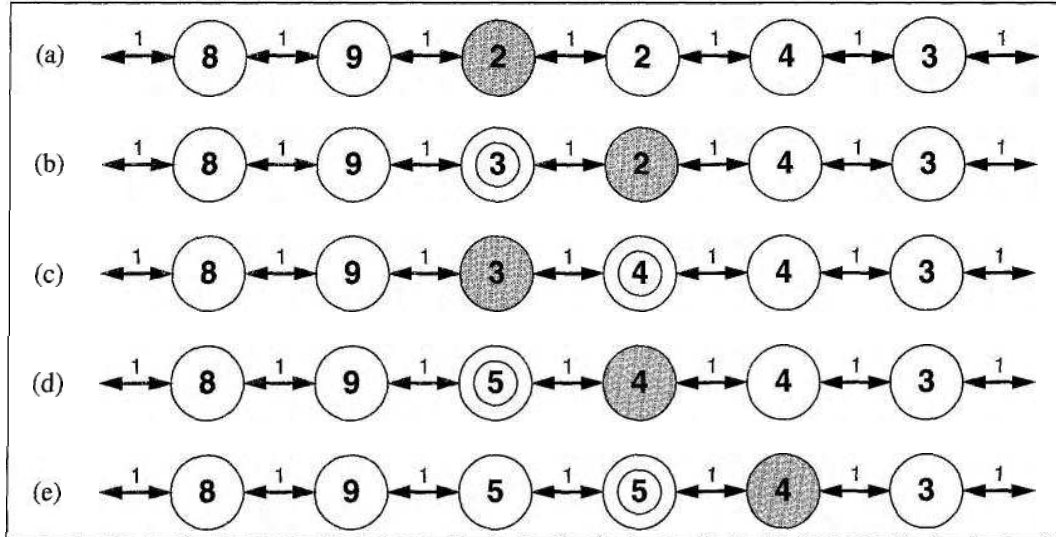 1 1 1 1 1 1 1
(a) 8 9 2 2 4 3
1 1 1 1 1 1 1
(b) 8 9 3 2 4 3
1 1 1 1 1 1 1
(c) 8 9 3 4 4 3
1 1 1 1 1 1 1
(d) 8 9 5 4 4 3
1 1 1 1 1 1 1
(e) 8 9 5 5 4 3